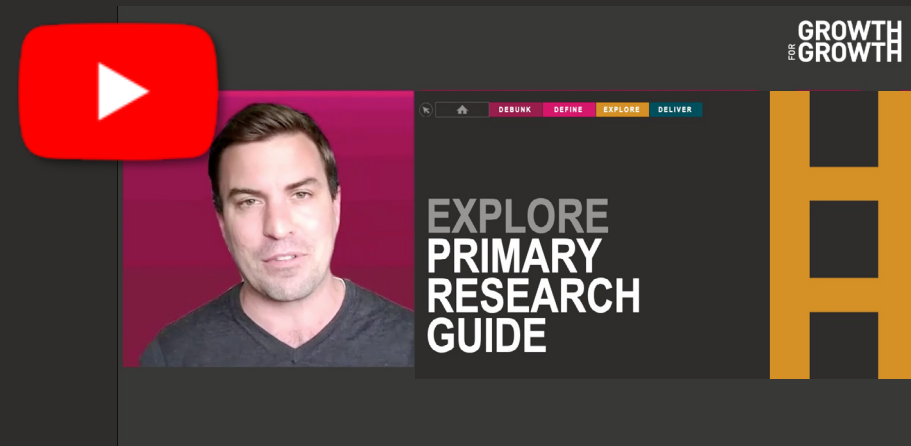 GROWTH
FOR GROWTH
DEBUNK DEFINE EXPLORE DELIVER
EXPLORE
PRIMARY
RESEARCH
GUIDE